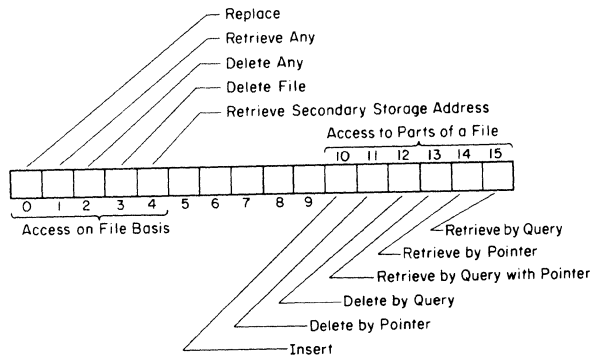 Replace
Retrieve Any
Delete Any
Delete File
Retrieve Secondary Storage Address
Access to Parts of a File
10 11 12 13 14 15
0 1 2 3 4 5 6 7 8 9
Access on File Basis
Retrieve by Query
Retrieve by Pointer
Retrieve by Query with Pointer
Delete by Query
Delete by Pointer
Insert